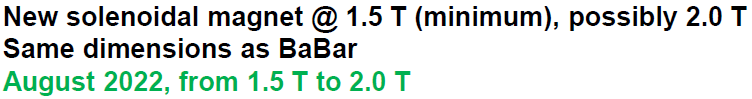 New solenoidal magnet @ 1.5 T (minimum), possibly 2.0 T
Same dimensions as BaBar
August 2022, from 1.5 T to 2.0 T